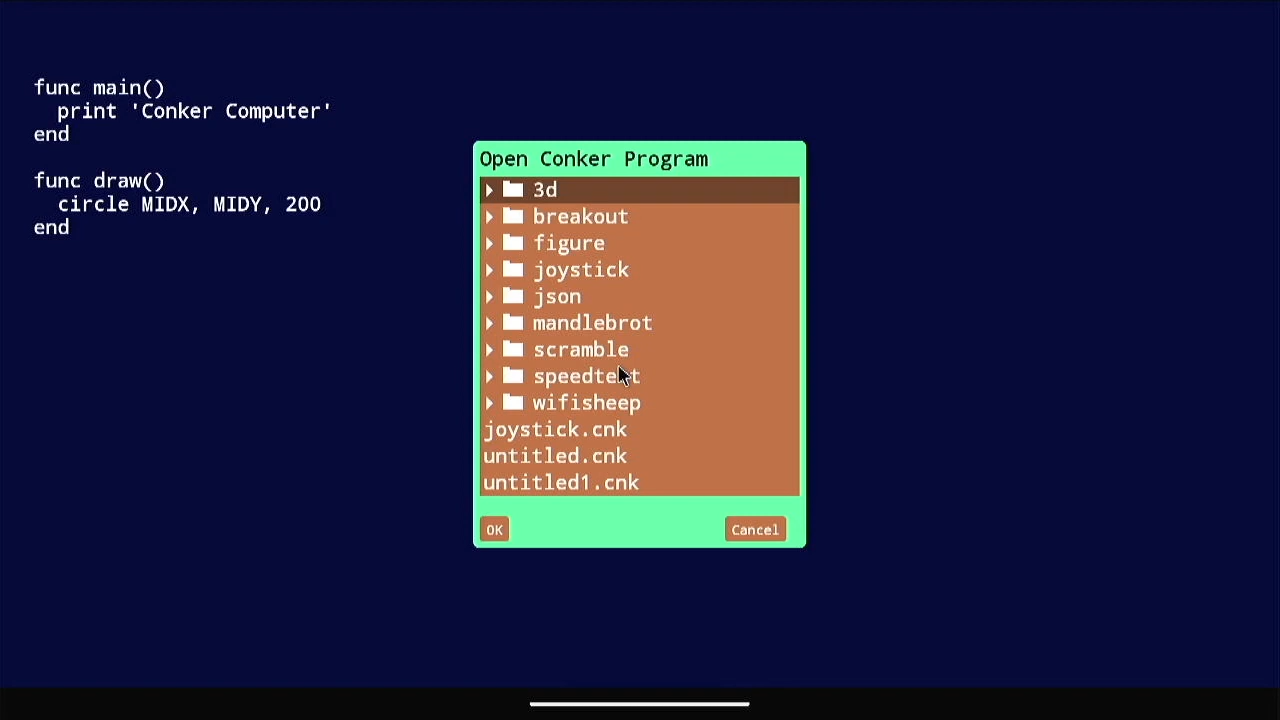 func main()
  print 'Conker Computer'
end
func draw()
  circle MIDX, MIDY, 200
end
Open Conker Program
3d
breakout
figure
joystick
json
mandlebrot
scramble
wifisheep
joystick.cnk
untitled.cnk
untitled1.cnk
OK
Cancel